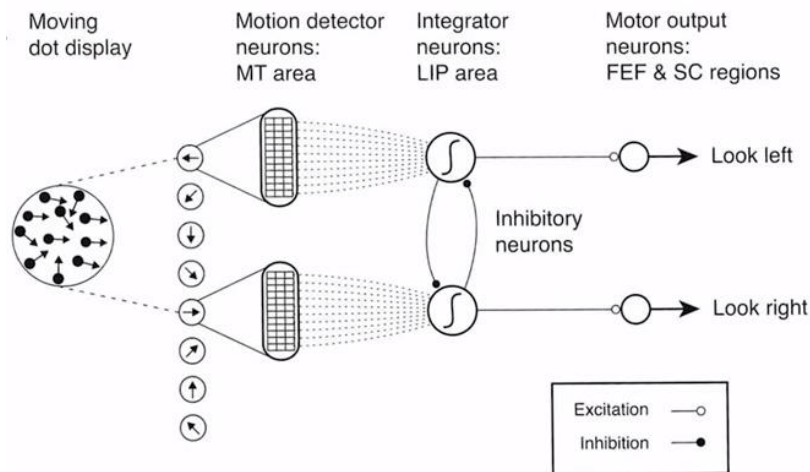 Moving
dot display
Motion detector
neurons:
MT area
Integrator
neurons:
LIP area
Motor output
neurons:
FEF & SC regions
Look left
Inhibitory
neurons
Look right
Excitation
Inhibition